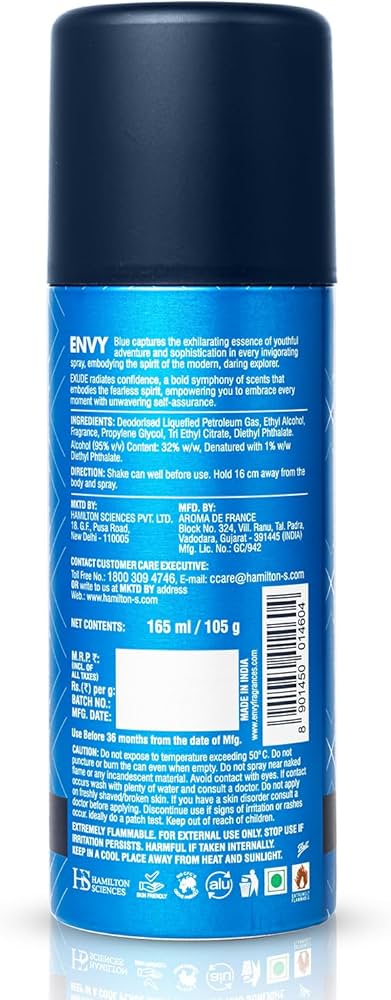 ENVY Blue captures the exhilarating essence of youthful
adventure and sophistication in every invigorating
spray, embodying the spirit of the modern, daring explorer.
EXUDE radiates confidence, a bold symphony of scents that
embodies the fearless spirit, empowering you to embrace every
moment with unwavering self-assurance.
INGREDIENTS: Deodorised Liquefied Petroleum Gas, Ethyl Alcohol,
Fragrance, Propylene Glycol, Tri Ethyl Citrate, Diethyl Phthalate.
Alcohol (95% v/v) Content: 32% w/w, Denatured with 1% w/w
Diethyl Phthalate.
DIRECTION: Shake can well before use. Hold 16 cm away from the
body and spray.
MKTD BY:
HAMILTON SCIENCES PVT. LTD.
18. G.F., Pusa Road,
New Delhi - 110005
MFD. BY:
AROMA DE FRANCE
Block No. 324, Vill. Ranu, Tal. Padra,
Vadodara, Gujarat - 391445 (INDIA)
Mfg. Lic. No.: GC/942
CONTACT CUSTOMER CARE EXECUTIVE:
Toll Free No.: 1800 309 4746, E-mail: ccare@hamilton-s.com
OR write to us at MKTD BY address
Web.: www.hamilton-s.com
NET CONTENTS: 165 ml / 105 g
M.R.P. ₹:
(INCL. OF
ALL TAXES)
Rs.(₹) per g:
BATCH NO.:
MFG. DATE:
MADE IN INDIA
www.envyfragrances.com
8 901450 014604
Use Before 36 months from the date of Mfg.
CAUTION: Do not expose to temperature exceeding 50°C. Do not
puncture or burn the can even when empty. Do not spray near naked
flame or any incandescent material. Avoid contact with eyes. If contact
occurs wash with plenty of water and consult a doctor. Do not apply
on freshly shaved/broken skin. If you have a skin disorder consult a
doctor before applying. Discontinue use if signs of irritation or rashes
occur. ideally do a patch test. Keep out of reach of children.
EXTREMELY FLAMMABLE. FOR EXTERNAL USE ONLY. STOP USE IF
IRRITATION PERSISTS. HARMFUL IF TAKEN INTERNALLY.
KEEP IN A COOL PLACE AWAY FROM HEAT AND SUNLIGHT.
HS HAMILTON
SCIENCES
SKIN FRIENDLY
alu
EXTREMELY
FLAMMABLE